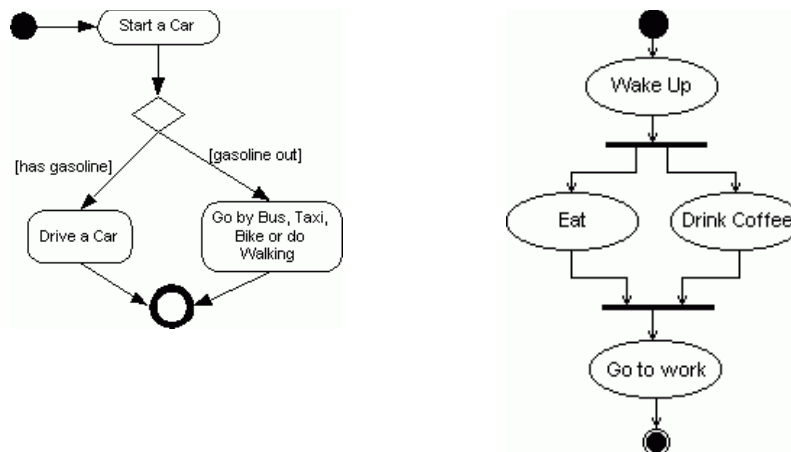 Start a Car
[has gasoline]
[gasoline out]
Drive a Car
Go by Bus, Taxi,
Bike or do
Walking
Wake Up
Eat
Drink Coffee
Go to work